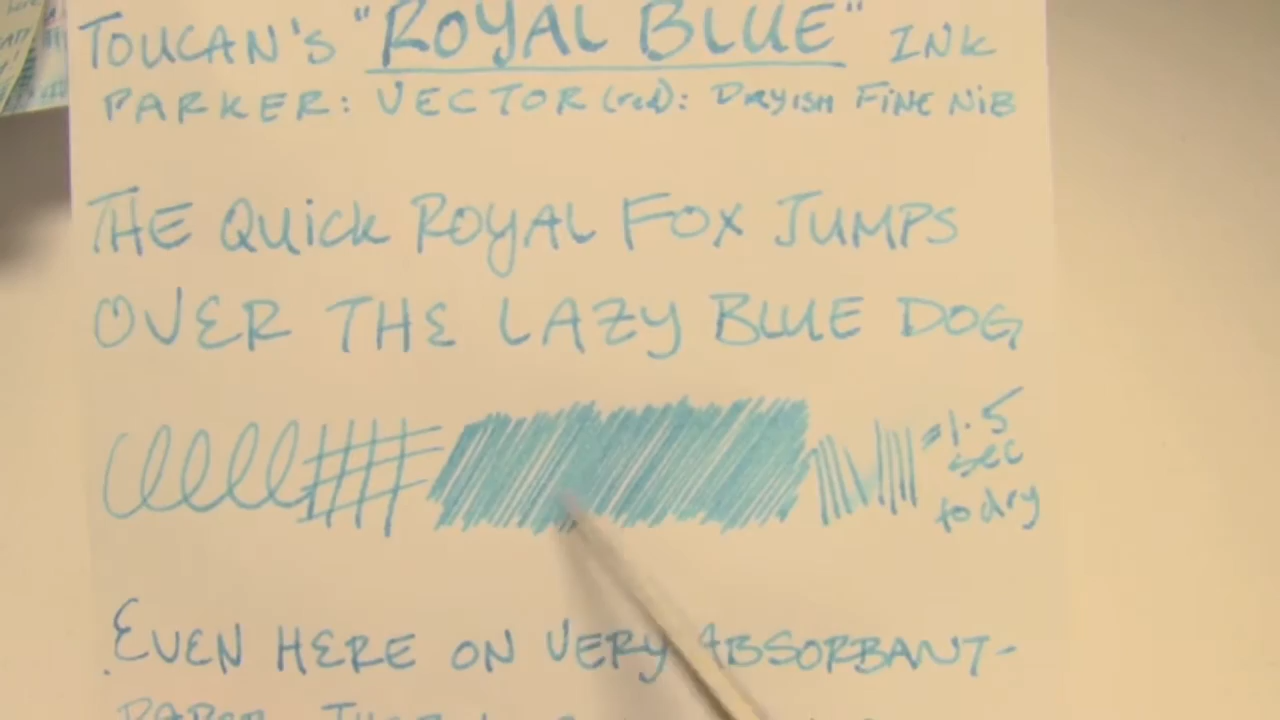 TOUCAN'S "ROYAL BLUE" INK
PARKER: VECTOR (red): DRYISH FINE NIB
THE QUICK ROYAL FOX JUMPS
OVER THE LAZY BLUE DOG
= 1.5
sec
to dry
EVEN HERE ON VERY ABSORBANT-
PAPER